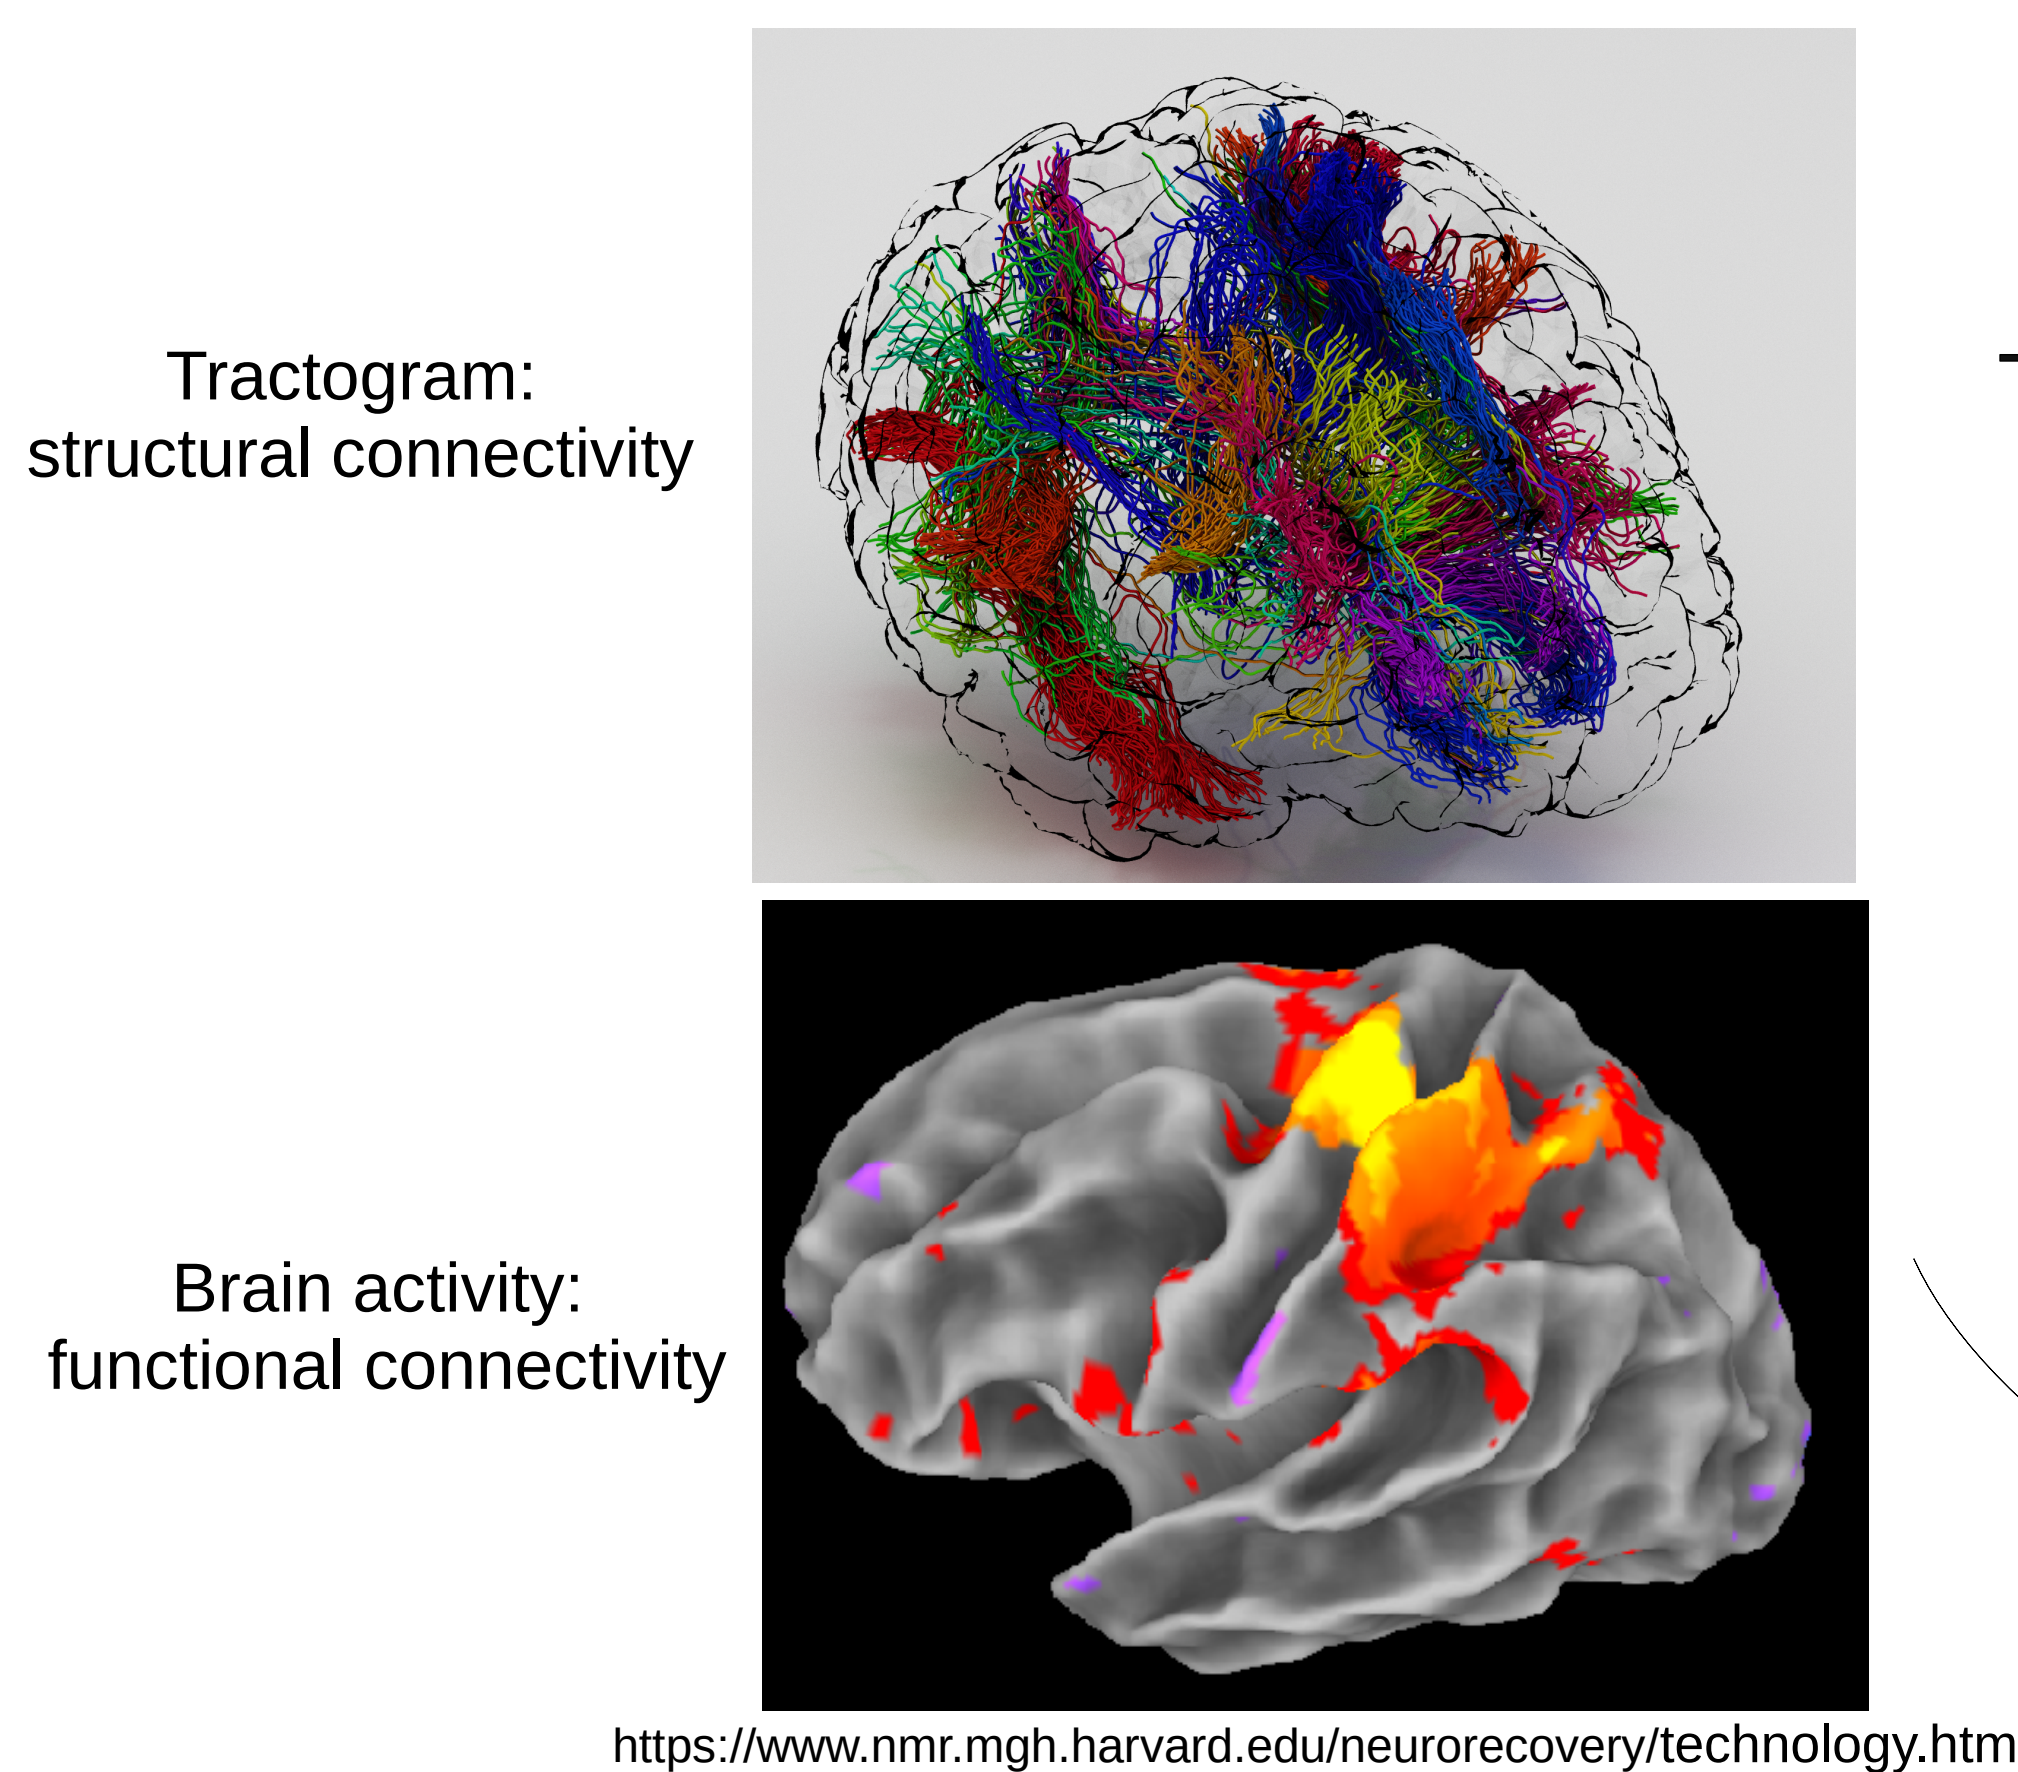 Tractogram:
structural connectivity
Brain activity:
functional connectivity
https://www.nmr.mgh.harvard.edu/neurorecovery/technology.htm